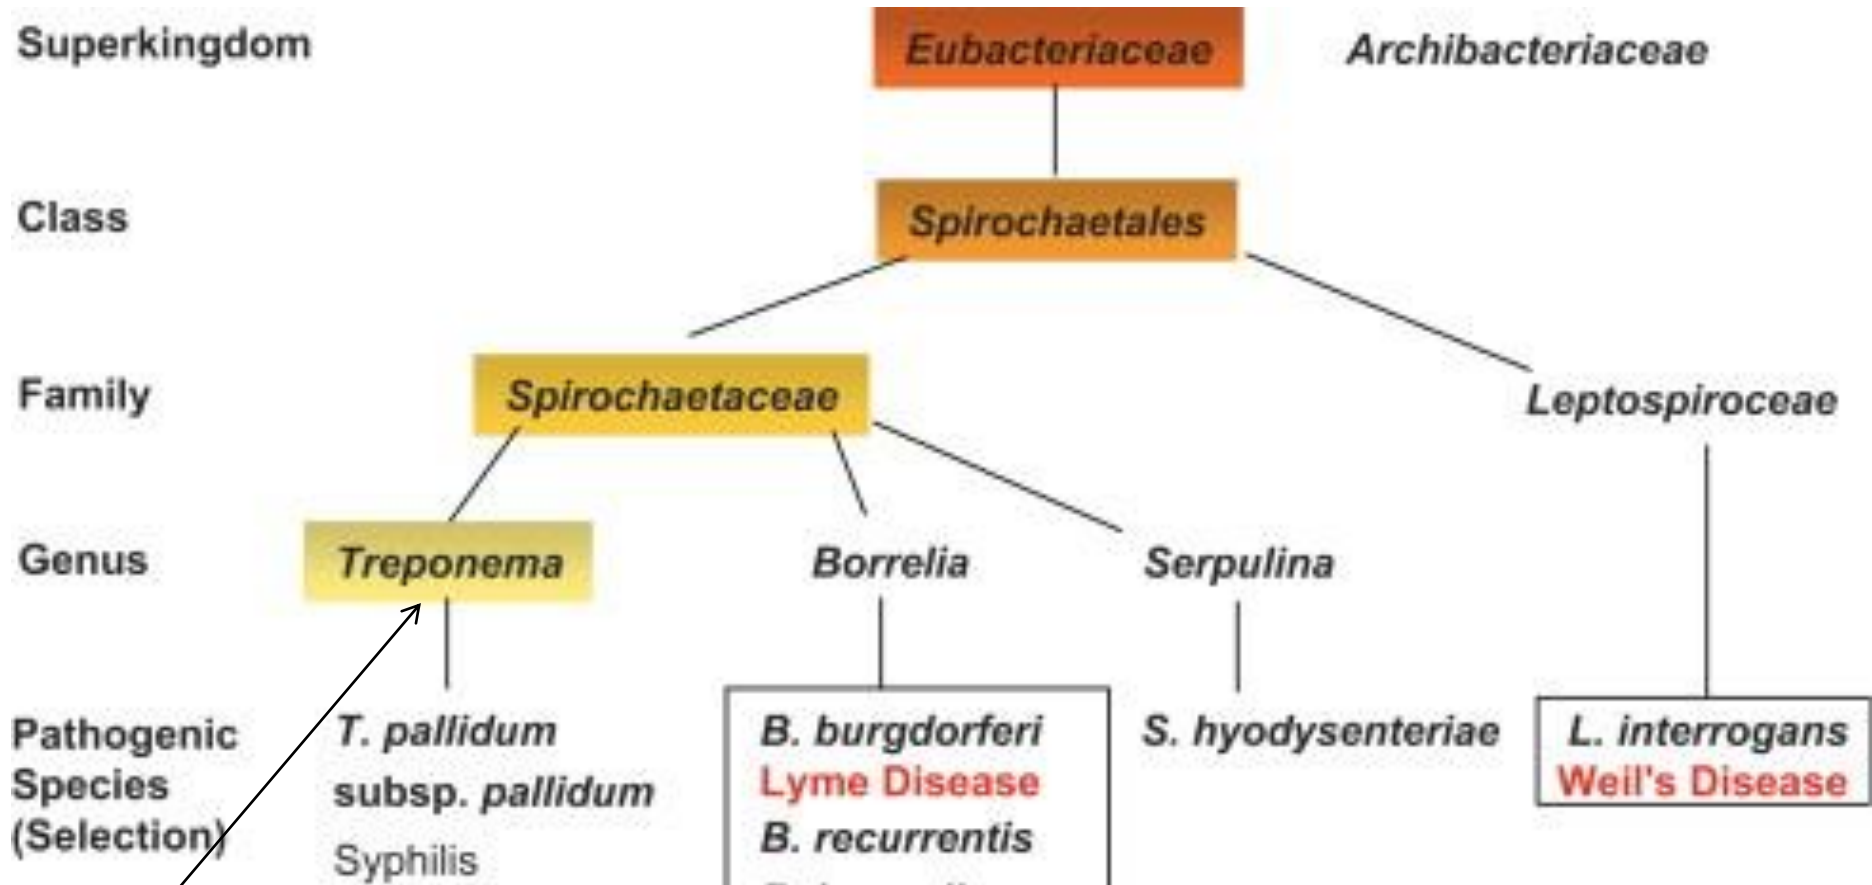 Superkingdom
Eubacteriaceae
Archibacteriaceae
Class
Spirochaetales
Family
Spirochaetaceae
Leptospiroceae
Genus
Treponema
Borrelia
Serpulina
Pathogenic
Species
(Selection)
T. pallidum
subsp. pallidum
Syphilis
B. burgdorferi
Lyme Disease
B. recurrentis
S. hyodysenteriae
L. interrogans
Weil's Disease